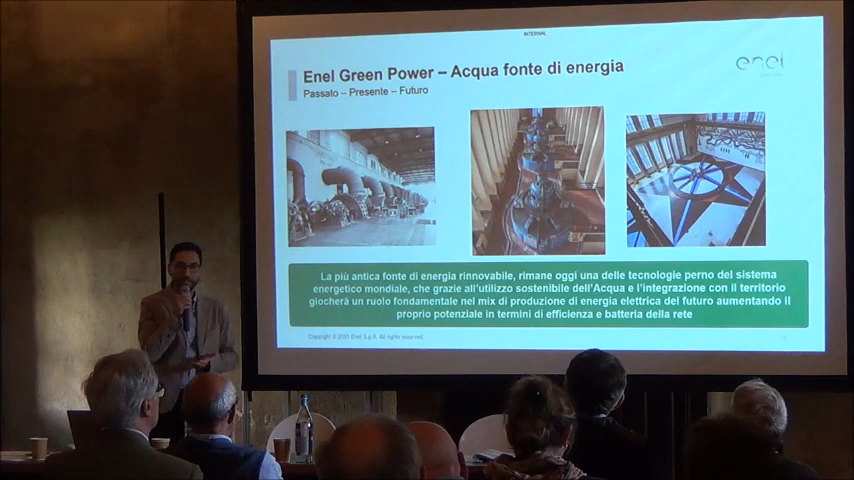 INTERNAL
Enel Green Power – Acqua fonte di energia
Passato – Presente – Futuro
enel
La più antica fonte di energia rinnovabile, rimane oggi una delle tecnologie perno del sistema
energetico mondiale, che grazie all'utilizzo sostenibile dell'Acqua e l'integrazione con il territorio
giocherà un ruolo fondamentale nel mix di produzione di energia elettrica del futuro aumentando il
proprio potenziale in termini di efficienza e batteria della rete
Copyright © 2021 Enel S.p.A. All rights reserved.